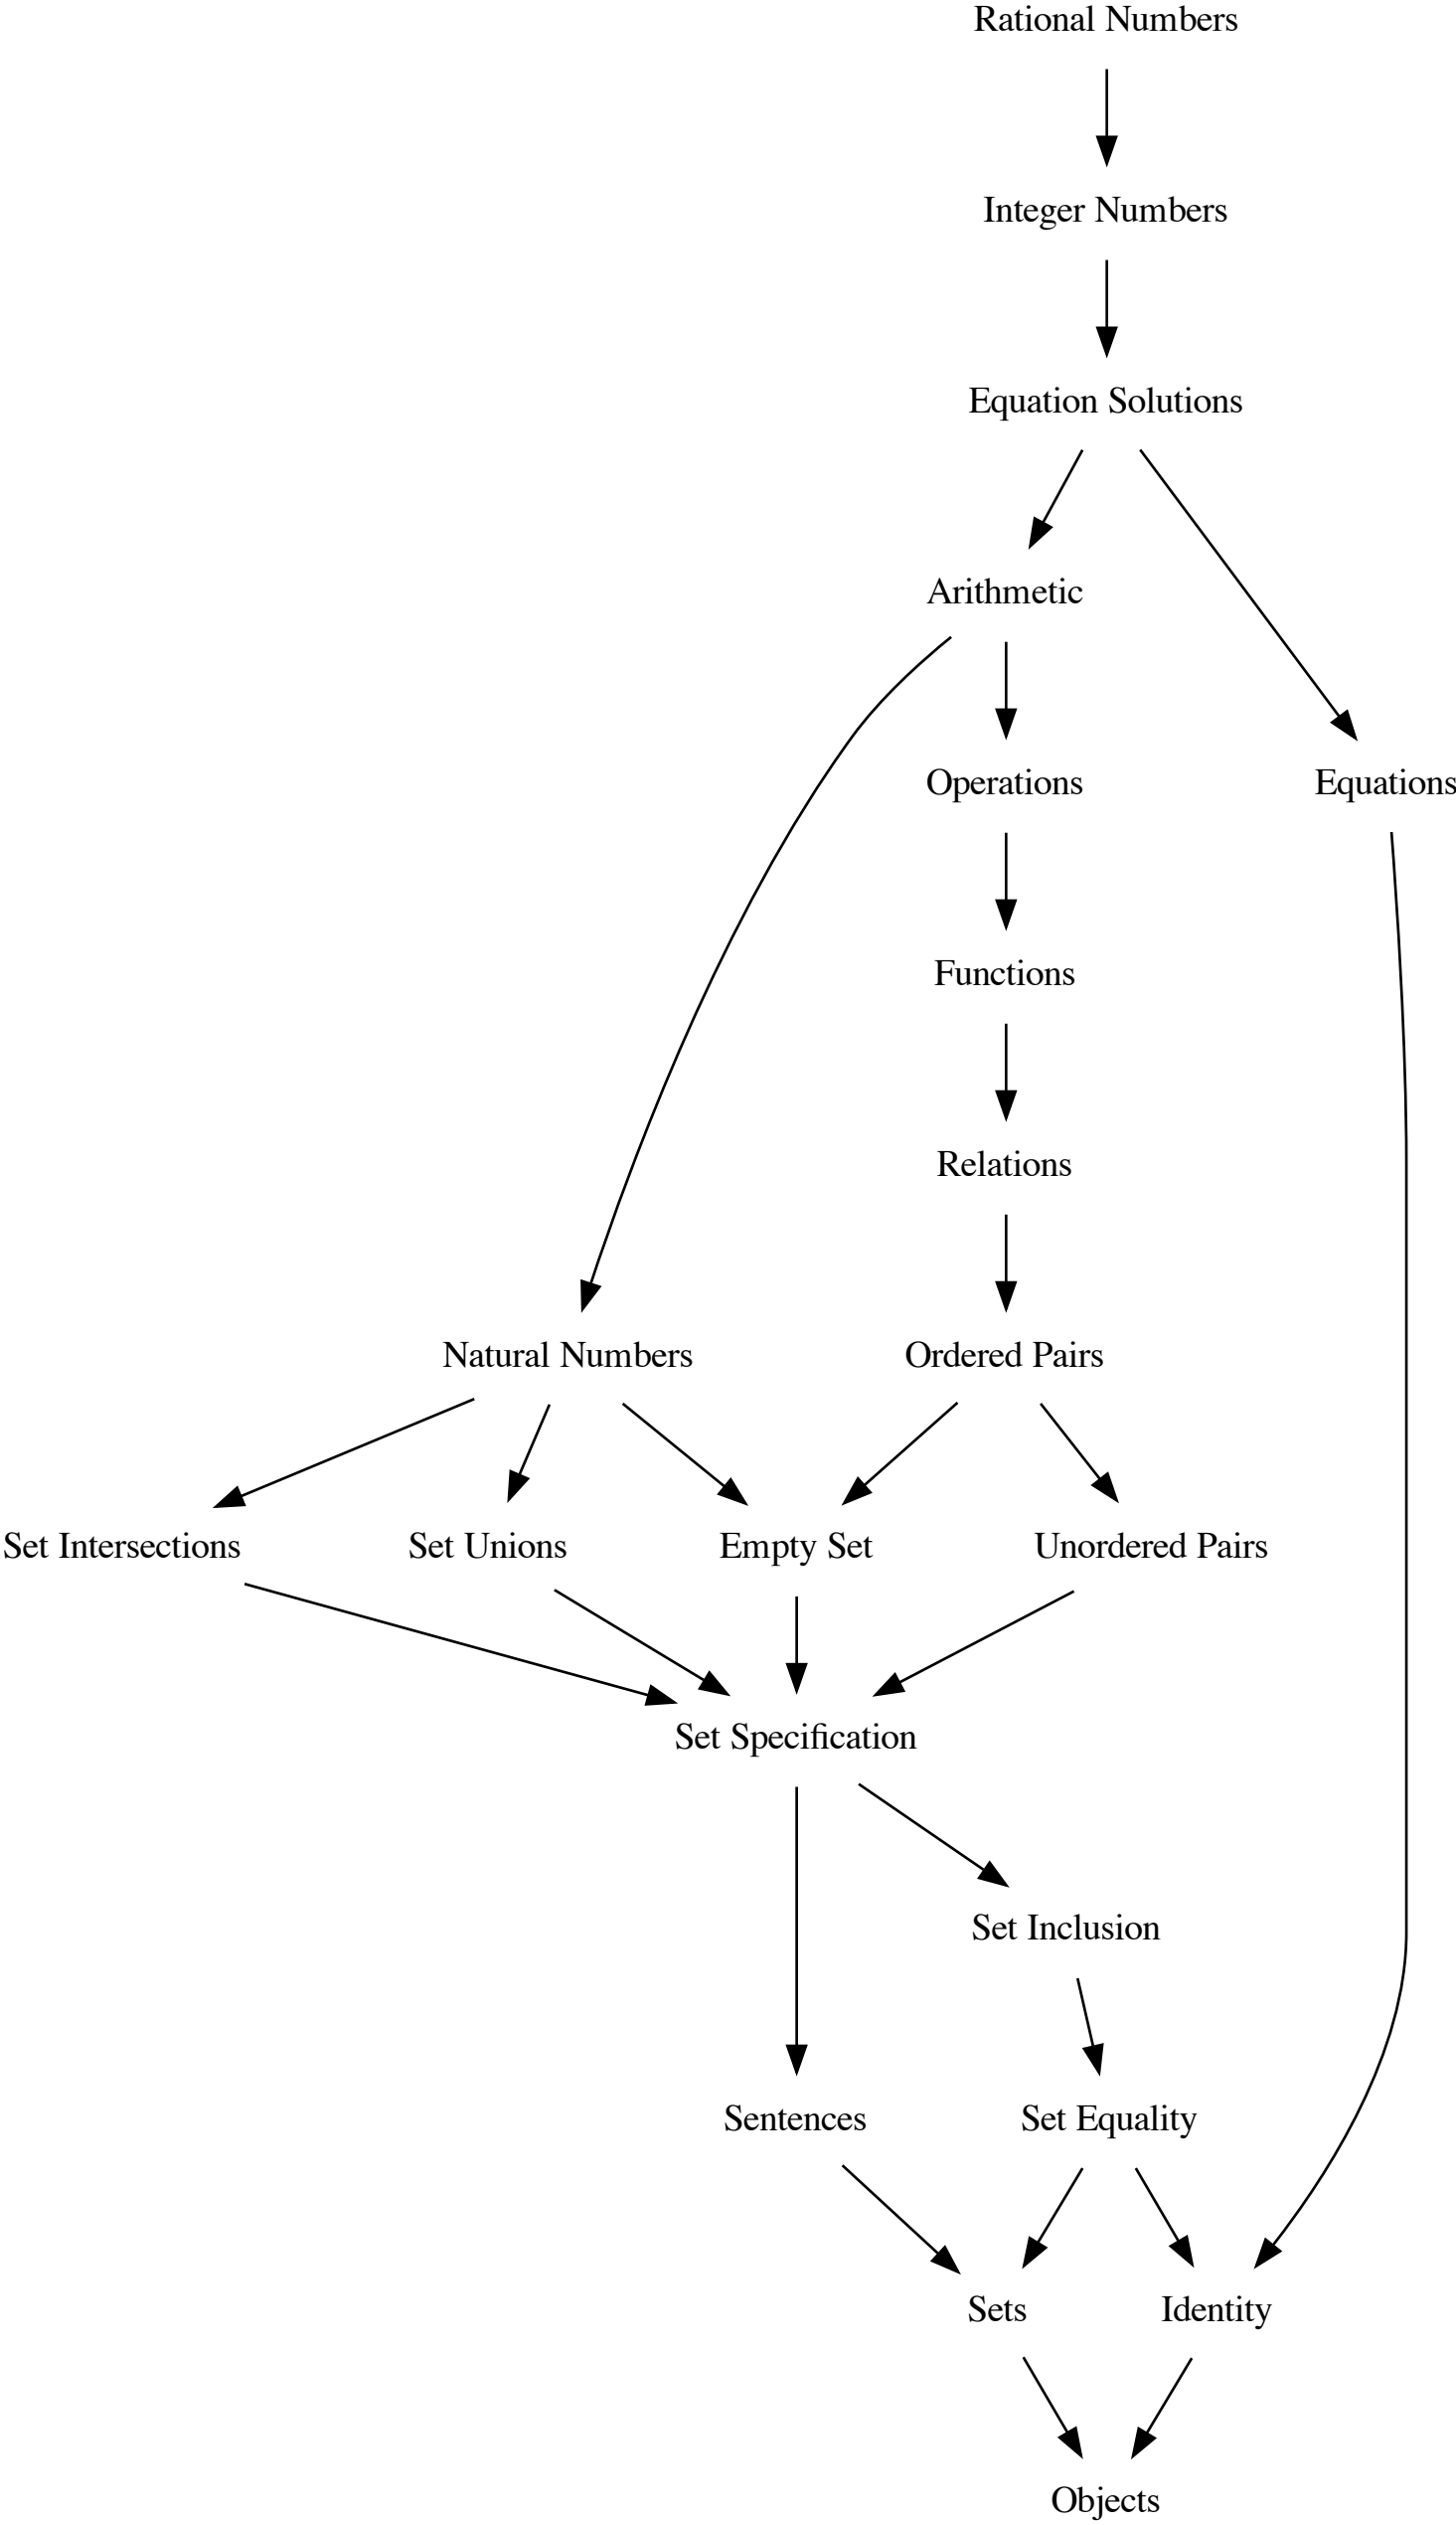 Rational Numbers
Integer Numbers
Equation Solutions
Arithmetic
Operations
Equations
Functions
Relations
Natural Numbers
Ordered Pairs
Set Intersections
Set Unions
Empty Set
Unordered Pairs
Set Specification
Set Inclusion
Sentences
Set Equality
Sets
Identity
Objects